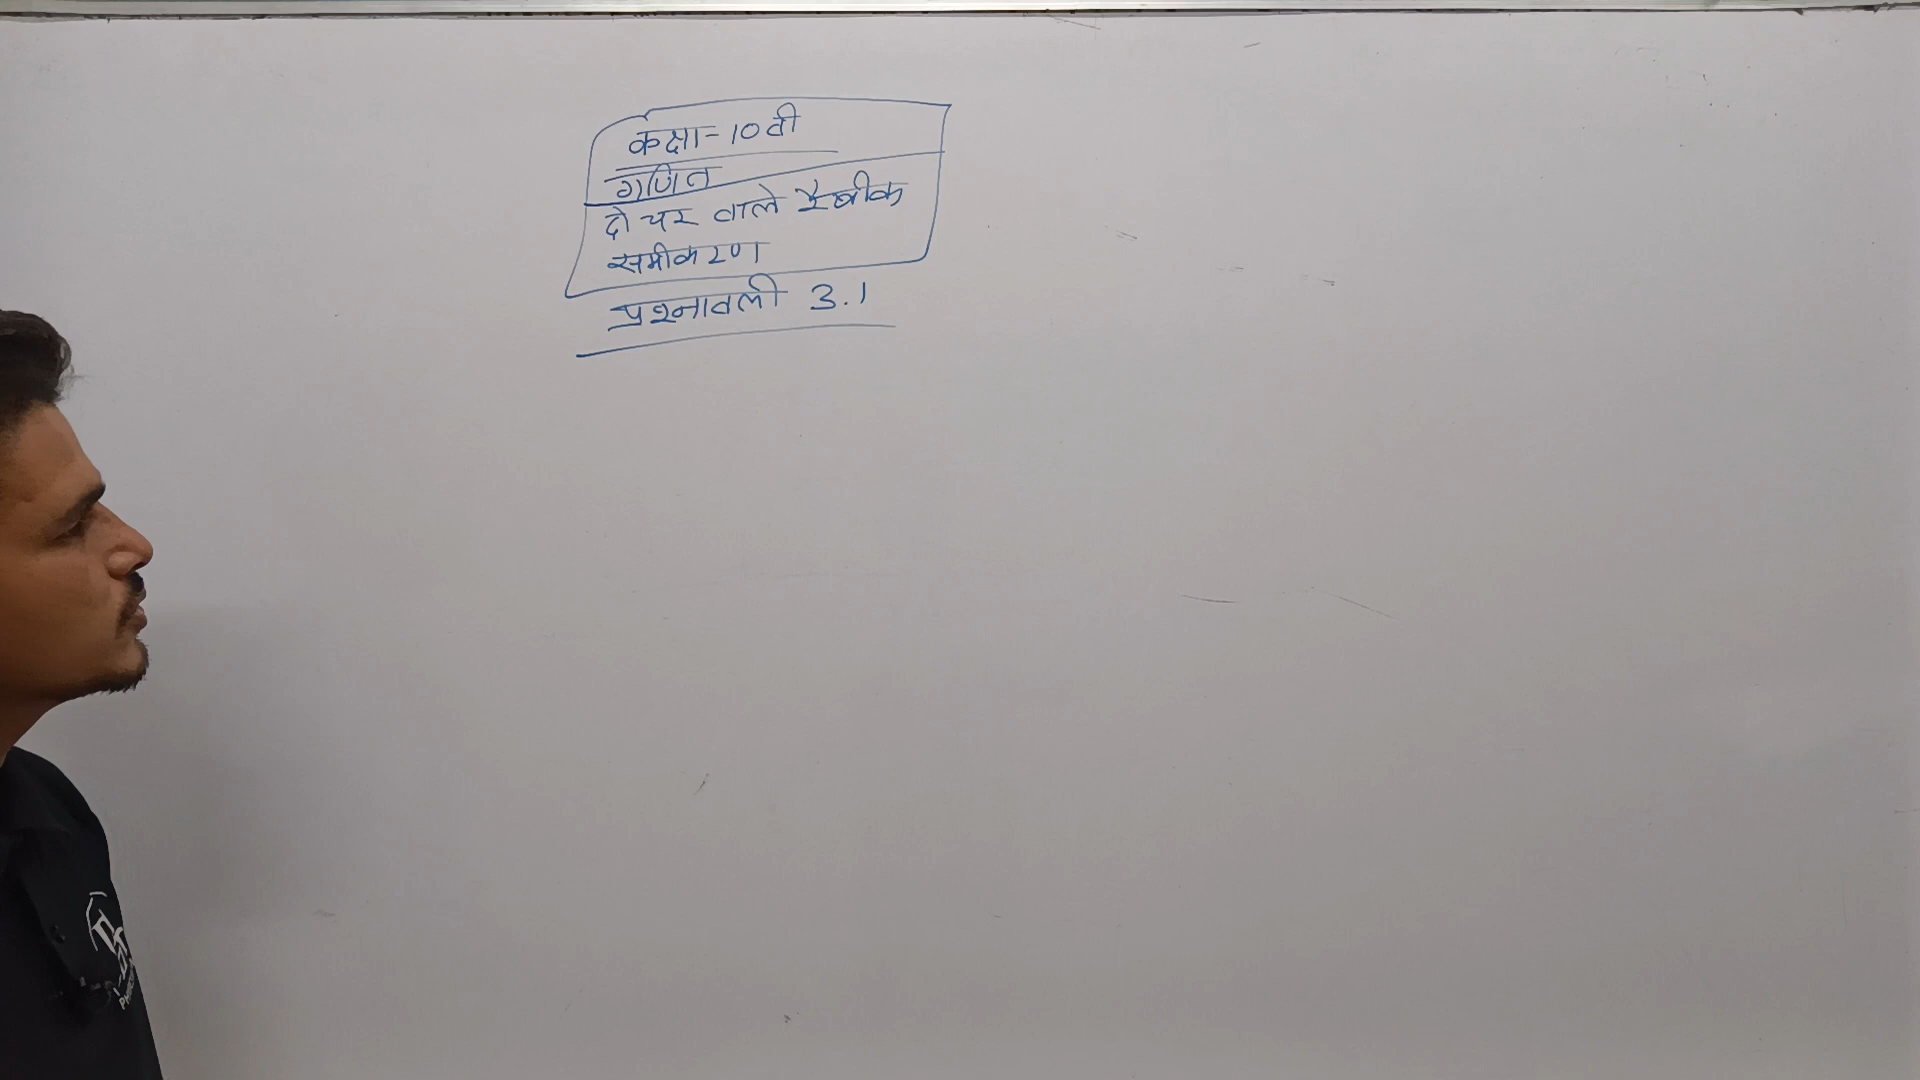 कक्षा-10वी
गणित
दो चर वाले रैखीक
समीकरण
प्रश्नावली 3.1